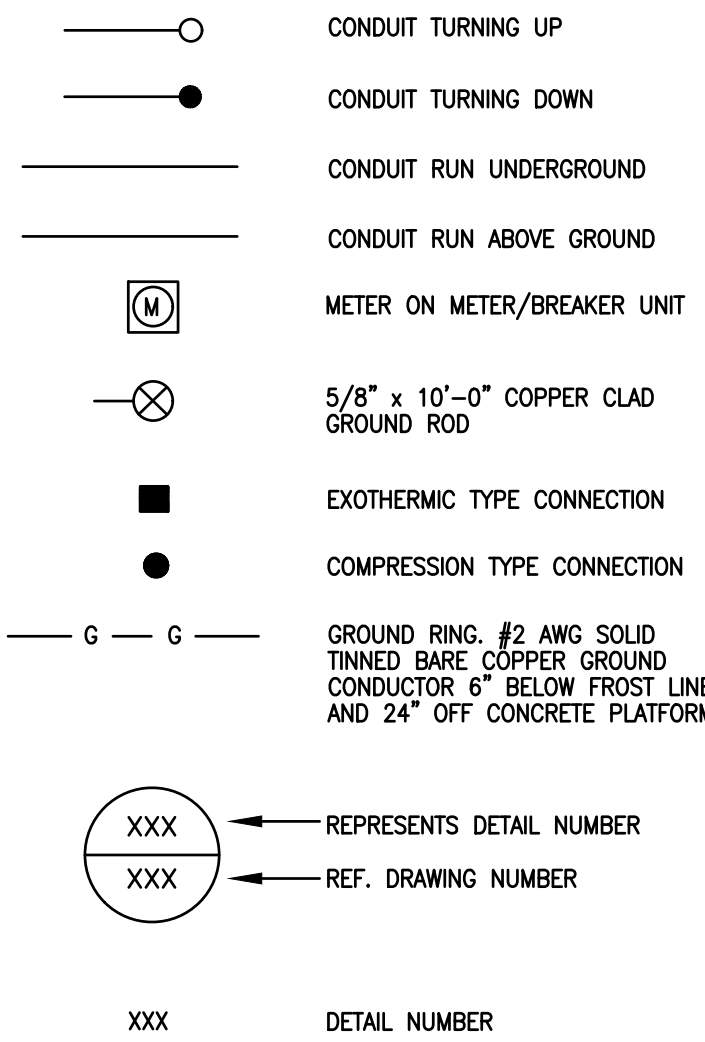 CONDUIT TURNING UP
CONDUIT TURNING DOWN
CONDUIT RUN UNDERGROUND
CONDUIT RUN ABOVE GROUND
M METER ON METER/BREAKER UNIT
5/8" x 10'-0" COPPER CLAD
GROUND ROD
EXOTHERMIC TYPE CONNECTION
COMPRESSION TYPE CONNECTION
G G GROUND RING. #2 AWG SOLID
TINNED BARE COPPER GROUND
CONDUCTOR 6" BELOW FROST LINE
AND 24" OFF CONCRETE PLATFORM
XXX REPRESENTS DETAIL NUMBER
XXX REF. DRAWING NUMBER
XXX DETAIL NUMBER